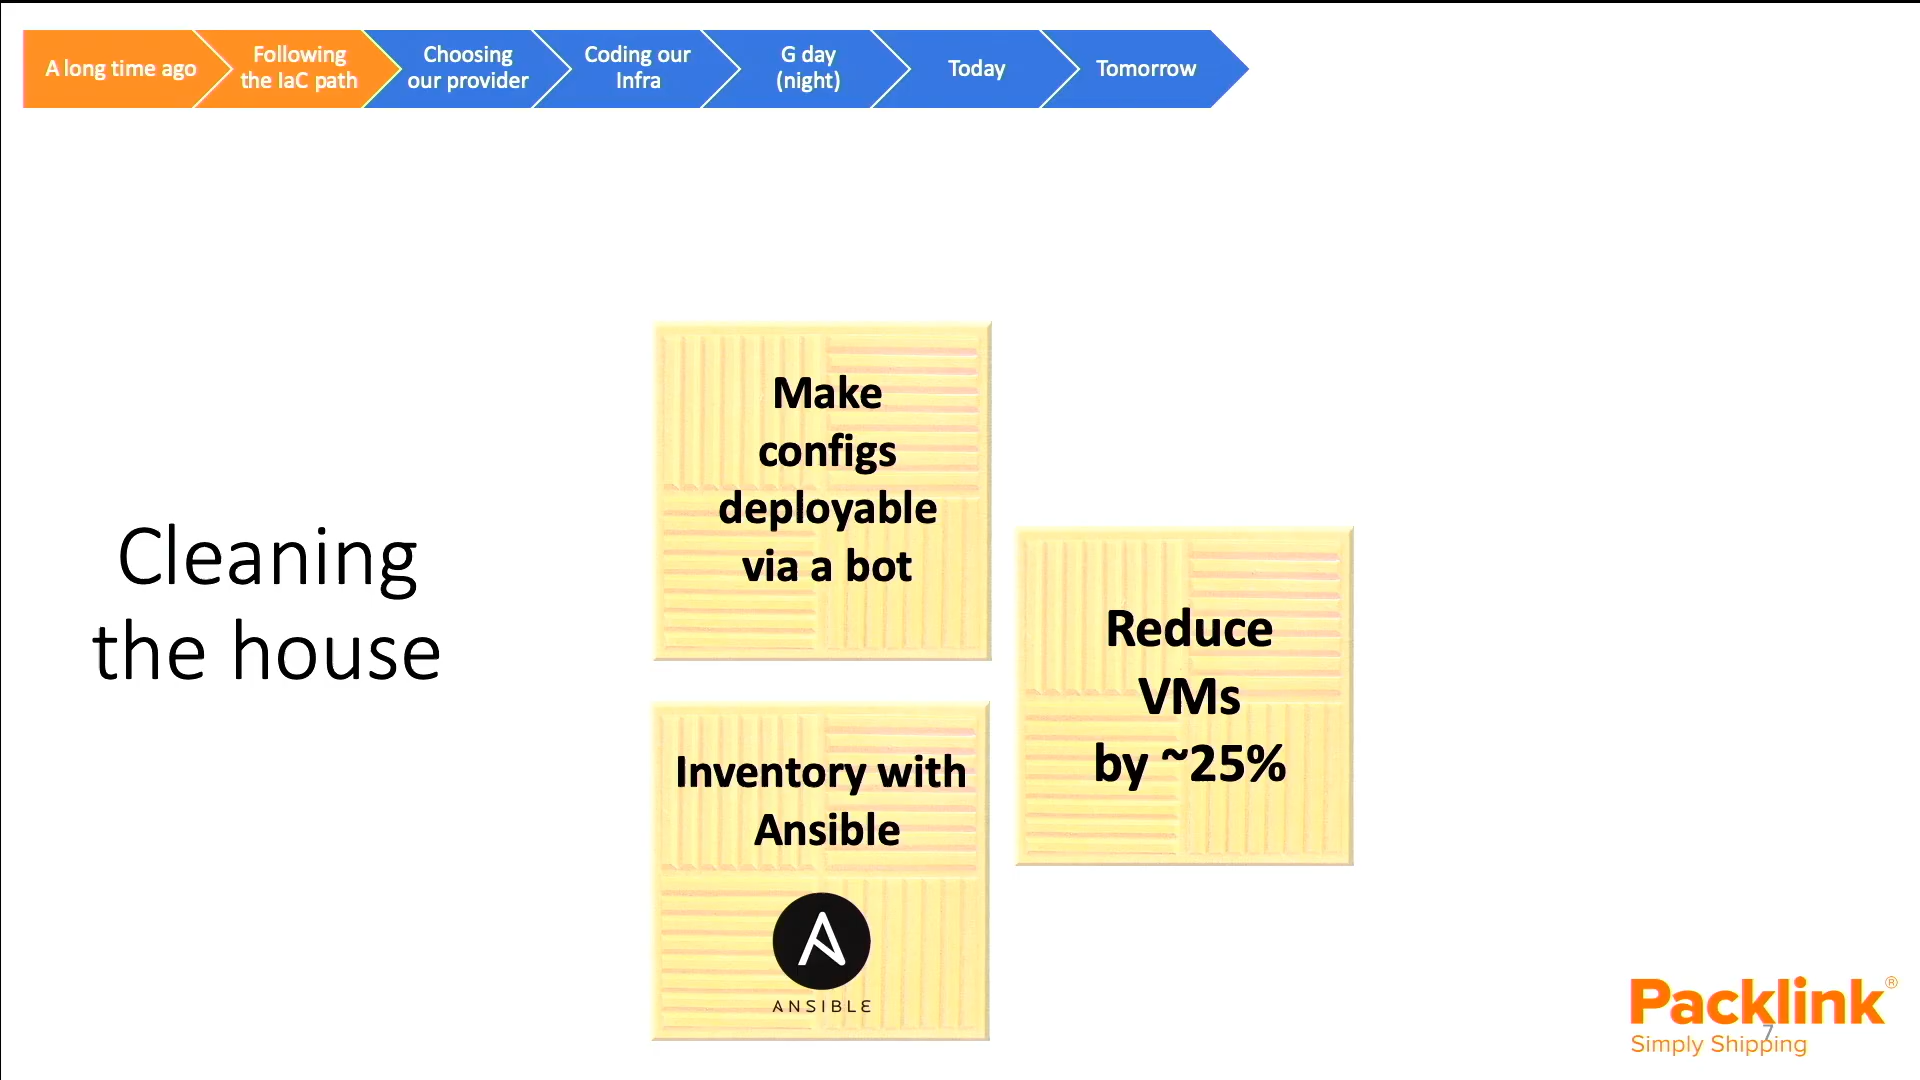 A long time ago
Following
the IaC path
Choosing
our provider
Coding our
Infra
G day
(night)
Today
Tomorrow
Cleaning
the house
Make
configs
deployable
via a bot
Inventory with
Ansible
ANSIBLE
Reduce
VMs
by ~25%
Packlink®
Simply Shipping
7